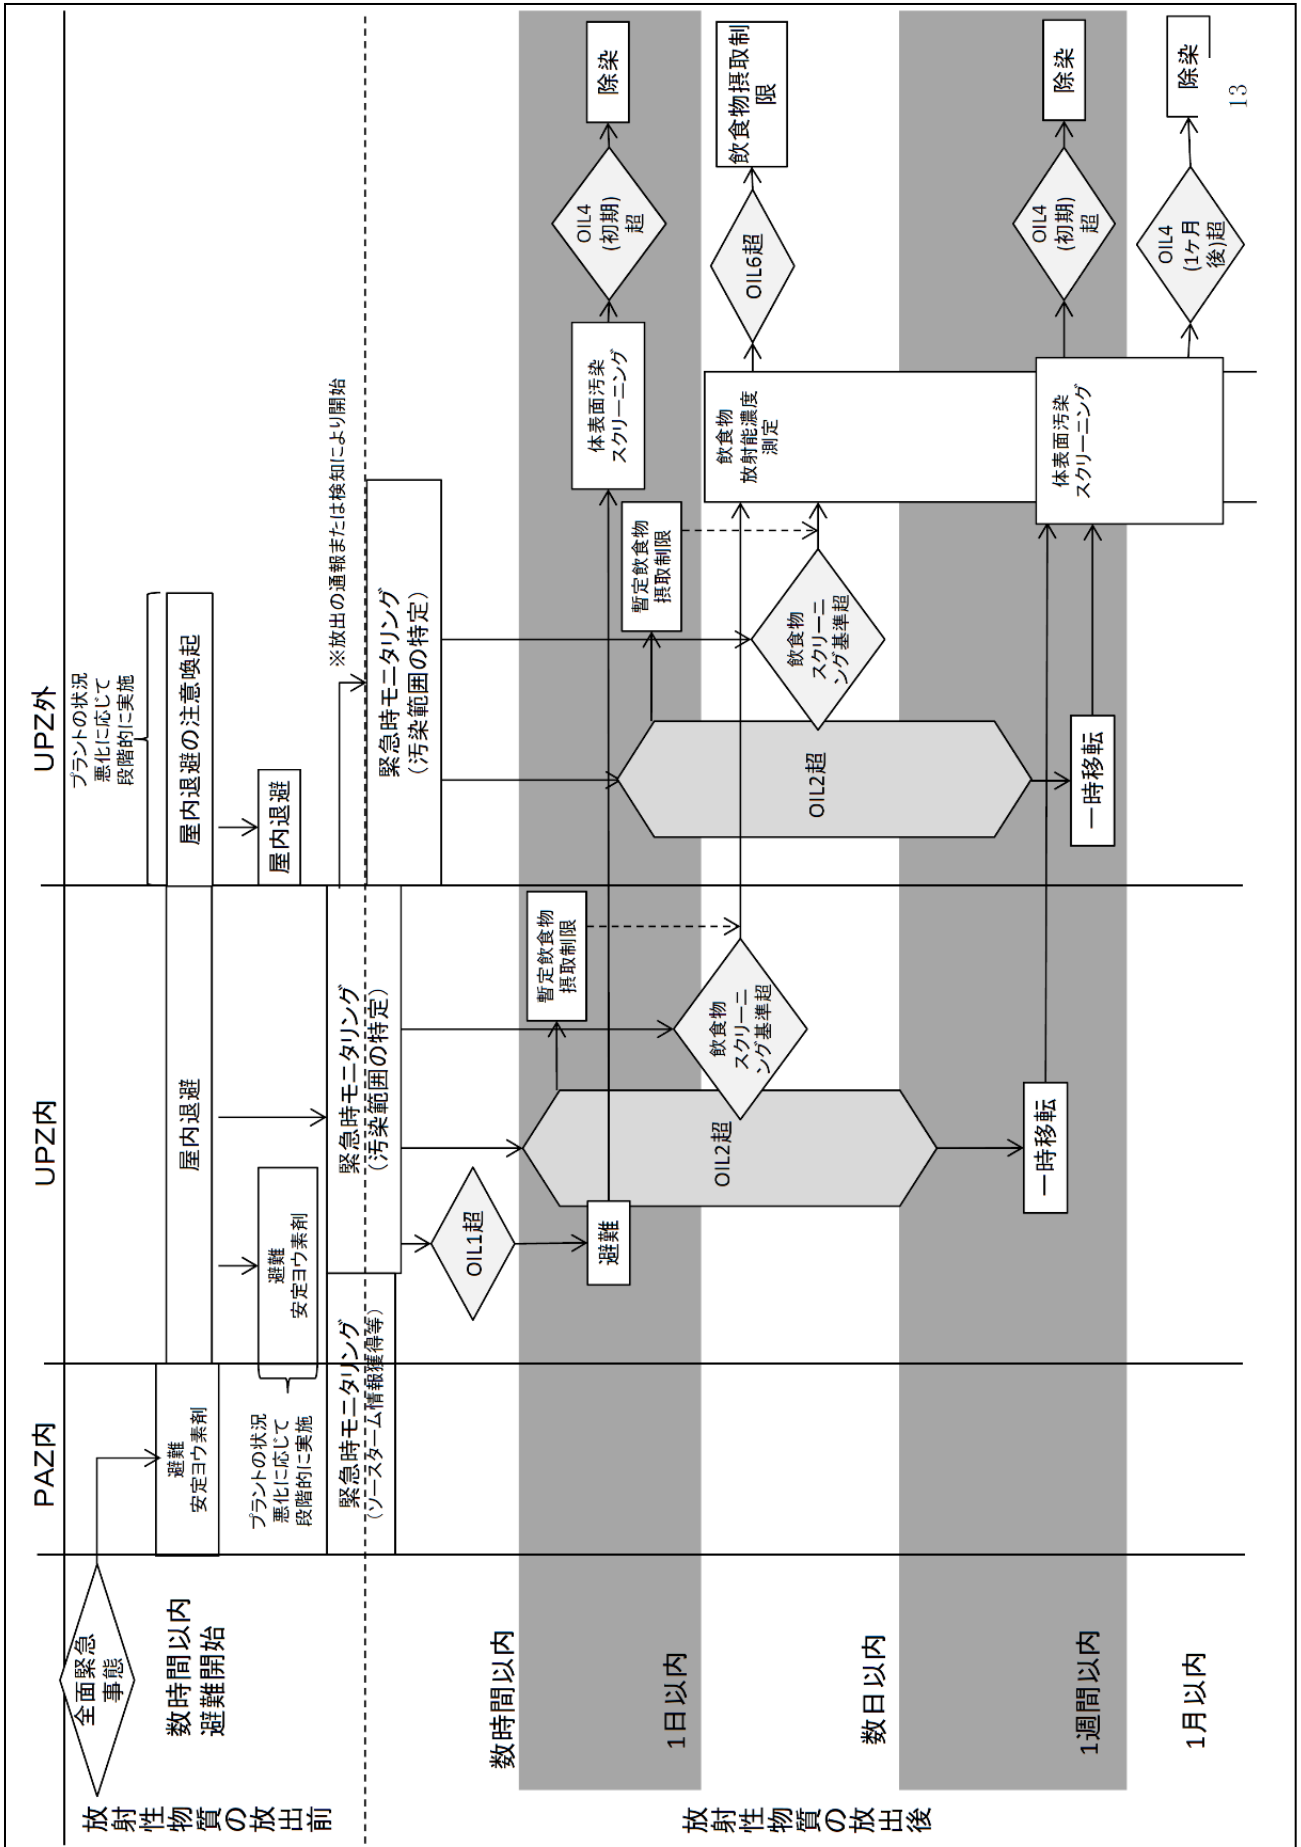 PAZ内
UPZ内
UPZ外
放射性物質の放出前
全面緊急
事態
数時間以内
避難開始
避難
安定ヨウ素剤
屋内退避
プラントの状況
悪化に応じて
段階的に実施
屋内退避の注意喚起
プラントの状況
悪化に応じて
段階的に実施
避難
安定ヨウ素剤
屋内退避
緊急時モニタリング
(ソースターム情報獲得等)
緊急時モニタリング
(汚染範囲の特定)
※放出の通報または検知により開始
緊急時モニタリング
(汚染範囲の特定)
放射性物質の放出後
数時間以内
OIL1超
1日以内
避難
OIL2超
暫定飲食物
摂取制限
体表面汚染
スクリーニング
OIL4
(初期)
超
除染
OIL2超
暫定飲食物
摂取制限
数日以内
飲食物
スクリーニ
ング基準超
飲食物
スクリーニ
ング基準超
飲食物
放射能濃度
測定
OIL6超
飲食物摂取制
限
1週間以内
一時移転
一時移転
体表面汚染
スクリーニング
OIL4
(初期)
超
除染
1月以内
OIL4
(1ケ月
後)超
除染
13